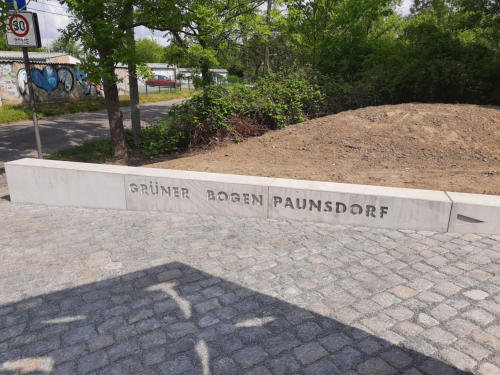 30
GRÜNER BOGEN PAUNSDORF